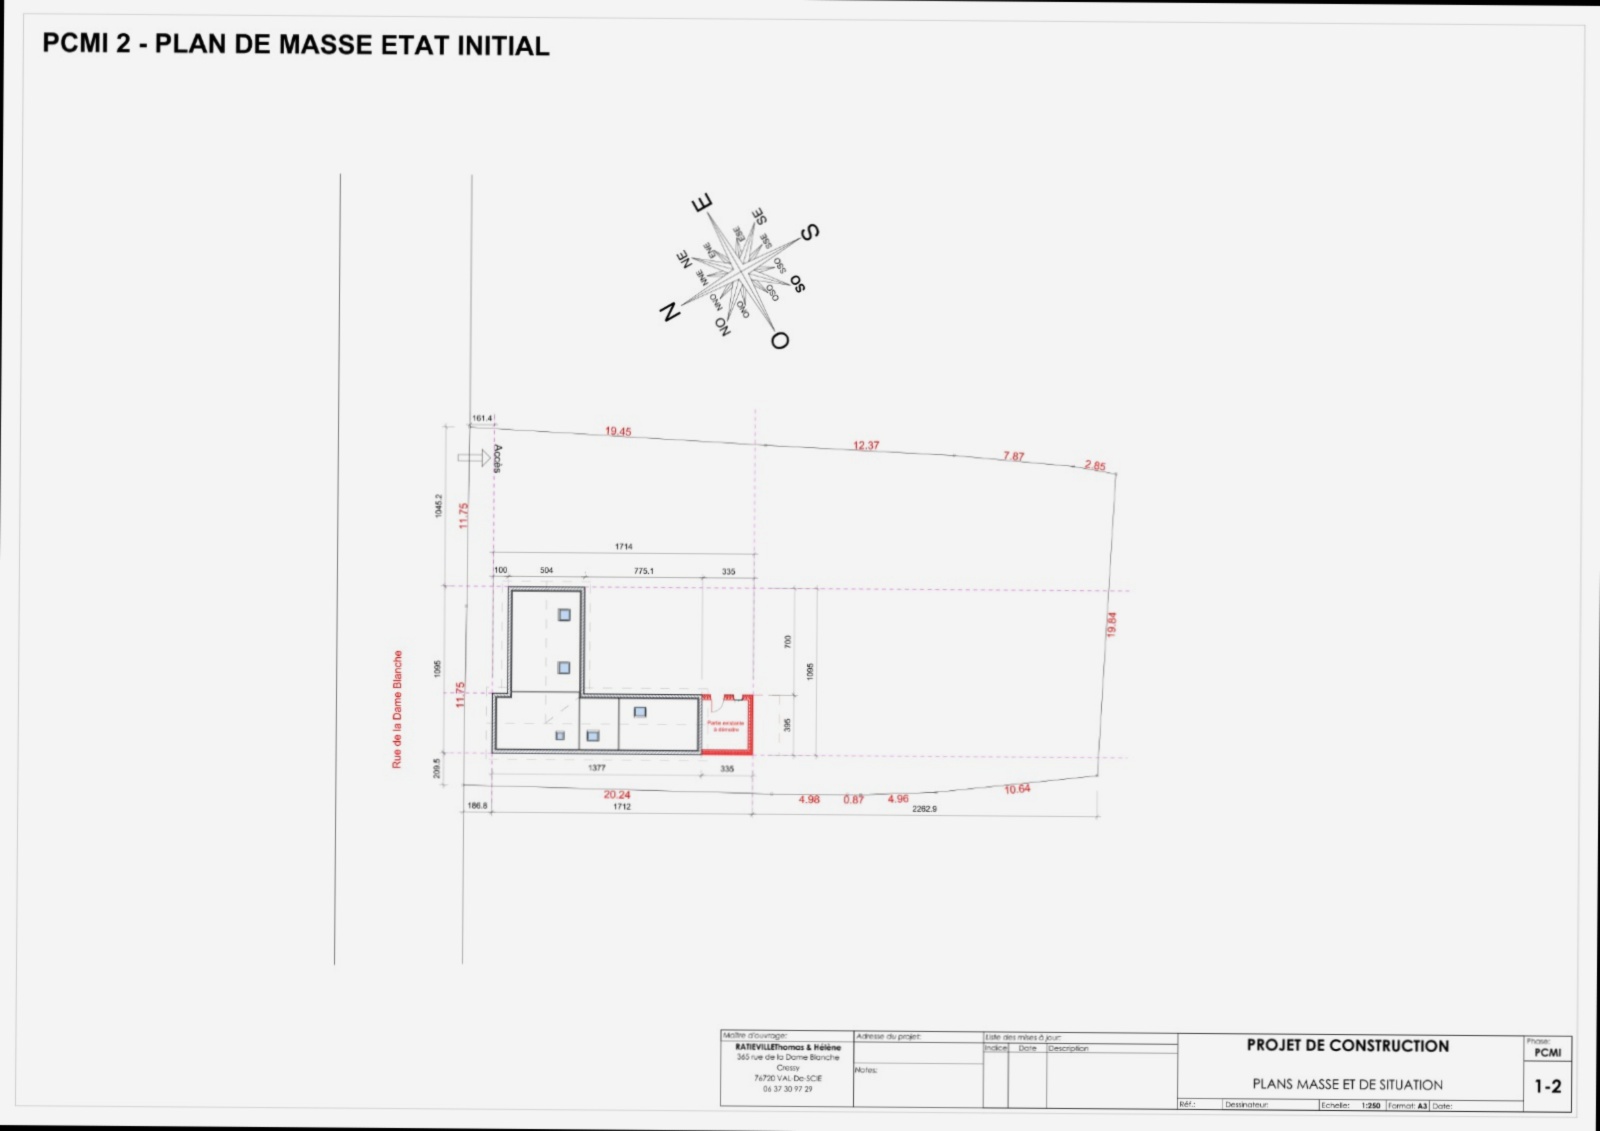 PCMI 2 - PLAN DE MASSE ETAT INITIAL
E
SE
S
ESE
SSE
ENE
NE
SSO
SO
NNE
OSO
NNO
ONO
N
NO
O
161.4
19.45
12.37
7.87
2.85
Accès
1045.2
11.75
1714
100
504
775.1
335
19.84
700
1095
1095
Rue de la Dame Blanche
11.75
395
Partie existante
à démolir
209.5
1377
335
20.24
4.98
0.87
4.96
10.64
186.8
1712
2262.9
Maître d'ouvrage:
RATIEVILLEThomas & Hélène
365 rue de la Dame Blanche
Cressy
76720 VAL-De-SCIE
06 37 30 97 29
Adresse du projet:
Notes:
Liste des mises à jour:
Indice Date Description
PROJET DE CONSTRUCTION
PLANS MASSE ET DE SITUATION
Réf.: Dessinateur: Echelle: 1:250 Format: A3 Date:
Phase:
PCMI
1-2